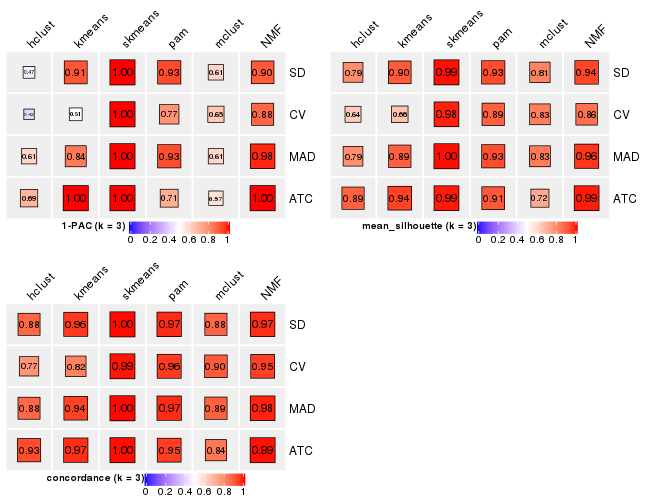 hclust kmeans skmeans pam mclust NMF
0.47 0.91 1.00 0.93 0.61 0.90 SD
0.51 1.00 0.77 0.65 0.88 CV
0.61 0.84 1.00 0.93 0.61 0.98 MAD
0.69 1.00 1.00 0.71 0.57 1.00 ATC
1-PAC (k = 3)
0 0.2 0.4 0.6 0.8 1
hclust kmeans skmeans pam mclust NMF
0.79 0.90 0.99 0.93 0.81 0.94 SD
0.64 0.66 0.98 0.89 0.83 0.86 CV
0.79 0.89 1.00 0.93 0.83 0.96 MAD
0.89 0.94 0.99 0.91 0.72 0.99 ATC
mean_silhouette (k = 3)
0 0.2 0.4 0.6 0.8 1
hclust kmeans skmeans pam mclust NMF
0.88 0.96 1.00 0.97 0.88 0.97 SD
0.77 0.82 0.99 0.96 0.90 0.95 CV
0.88 0.94 1.00 0.97 0.89 0.98 MAD
0.93 0.97 1.00 0.95 0.84 0.99 ATC
concordance (k = 3)
0 0.2 0.4 0.6 0.8 1